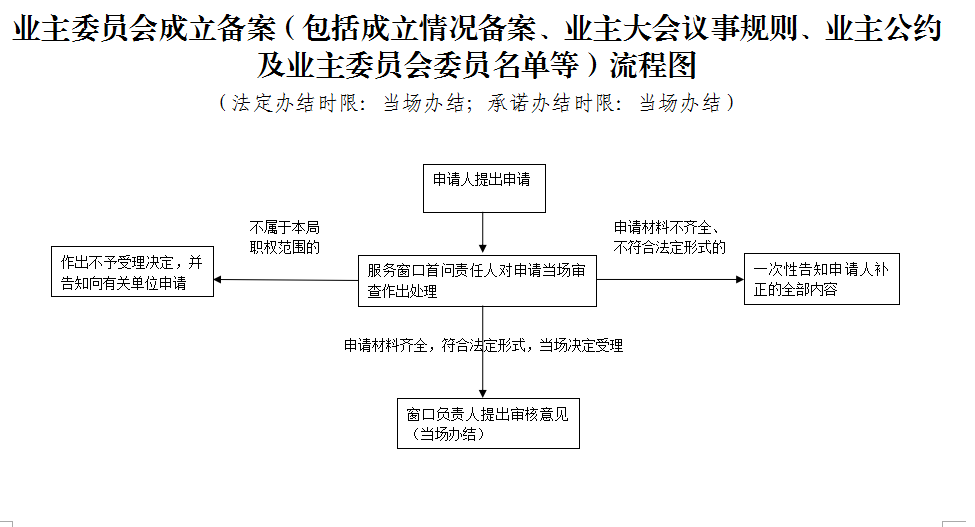 业主委员会成立备案（包括成立情况备案、业主大会议事规则、业主公约
及业主委员会委员名单等）流程图
（法定办结时限：当场办结；承诺办结时限：当场办结）
申请人提出申请
不属于本局
职权范围的
申请材料不齐全、
不符合法定形式的
作出不予受理决定，并
告知向有关单位申请
服务窗口首问责任人对申请当场审
查作出处理
一次性告知申请人补
正的全部内容
申请材料齐全，符合法定形式，当场决定受理
窗口负责人提出审核意见
（当场办结）